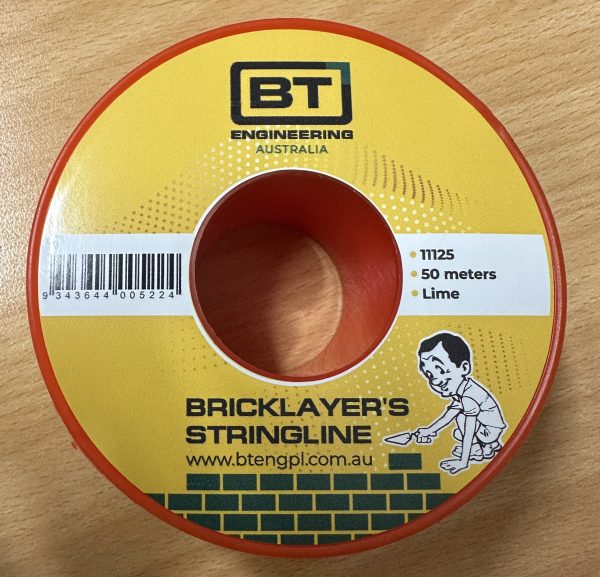 BT
ENGINEERING
AUSTRALIA
9 343644 005224
11125
50 meters
Lime
BRICKLAYER'S
STRINGLINE
www.btengpl.com.au